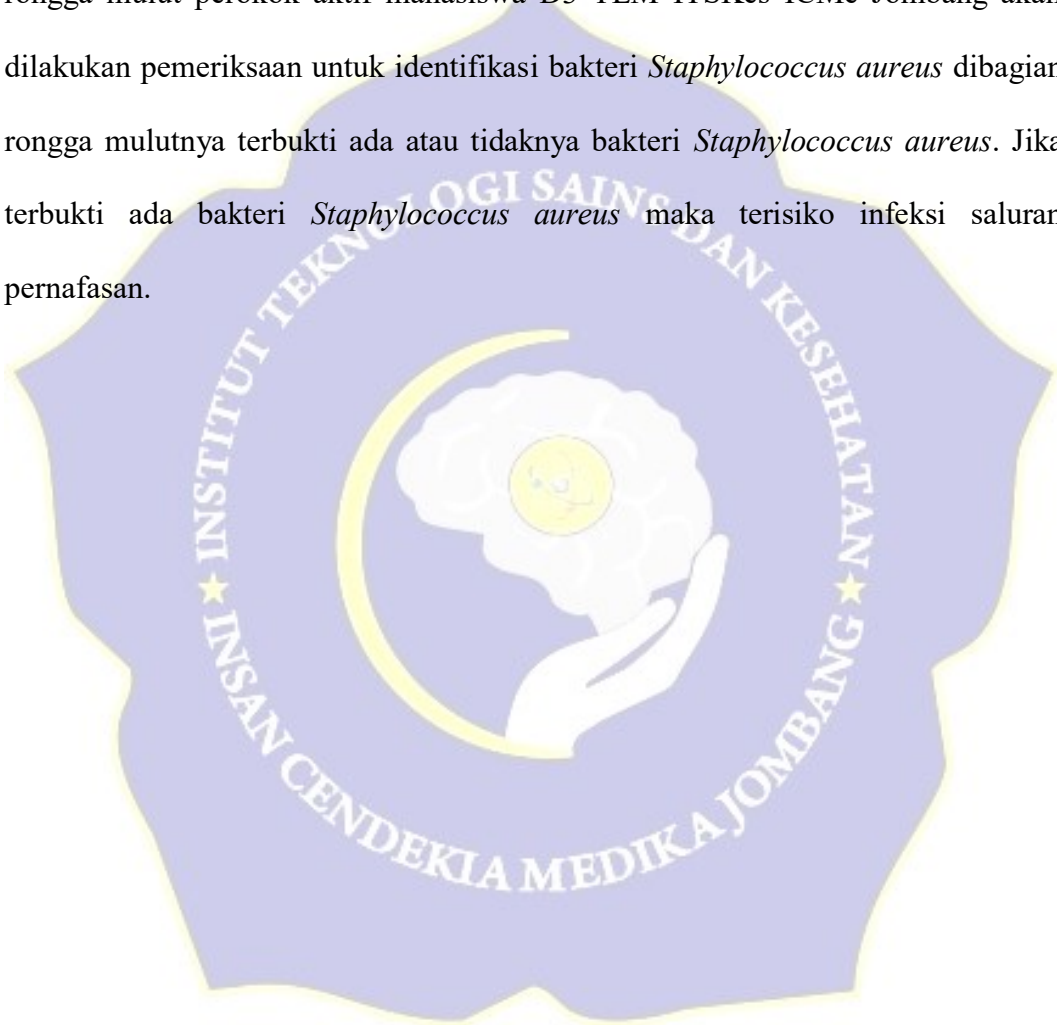 rongga mulut perokok aktif mahasiswa D3 TLM ITSKes ICMe Jombang akan
dilakukan pemeriksaan untuk identifikasi bakteri Staphylococcus aureus dibagian
rongga mulutnya terbukti ada atau tidaknya bakteri Staphylococcus aureus. Jika
terbukti ada bakteri Staphylococcus aureus maka terisiko infeksi saluran
pernafasan.
INSTITUT TEKNOLOGI SAINS DAN KESEHATAN
INSAN CENDEKIA MEDIKA JOMBANG